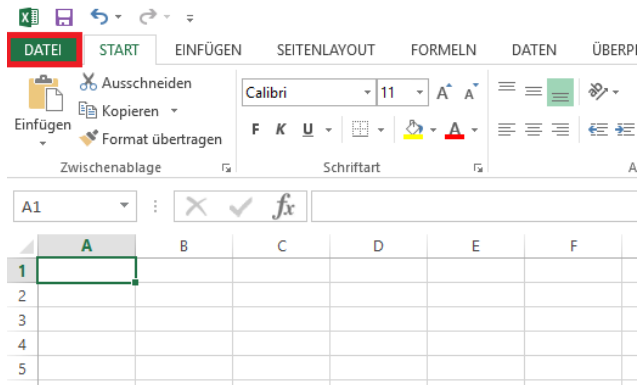 DATEI START EINFÜGEN SEITENLAYOUT FORMELN DATEN ÜBERP
Ausschneiden
Kopieren
Format übertragen
Einfügen
Calibri 11 A A
F K U A
Zwischenablage Schriftart A
A1 fx
A B C D E F
1
2
3
4
5